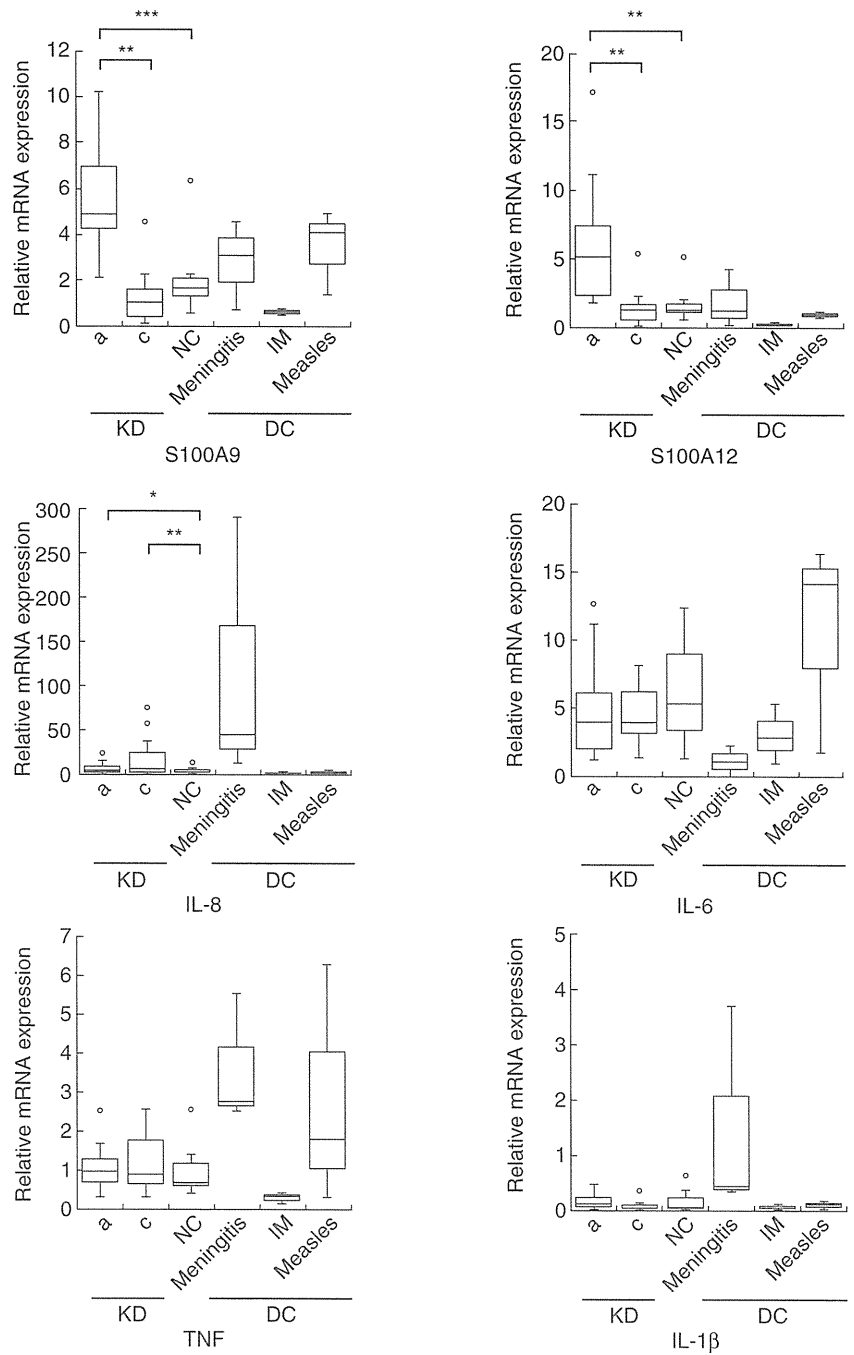 ***
**
12
10
8
6
4
2
0
Relative mRNA expression
a
c
NC
Meningitis
IM
Measles
KD
DC
S100A9
**
**
20
15
10
5
0
Relative mRNA expression
a
c
NC
Meningitis
IM
Measles
KD
DC
S100A12
*
**
300
250
200
150
100
50
0
Relative mRNA expression
a
c
NC
Meningitis
IM
Measles
KD
DC
IL-8
20
15
10
5
0
Relative mRNA expression
a
c
NC
Meningitis
IM
Measles
KD
DC
IL-6
7
6
5
4
3
2
1
0
Relative mRNA expression
a
c
NC
Meningitis
IM
Measles
KD
DC
TNF
5
4
3
2
1
0
Relative mRNA expression
a
c
NC
Meningitis
IM
Measles
KD
DC
IL-1β